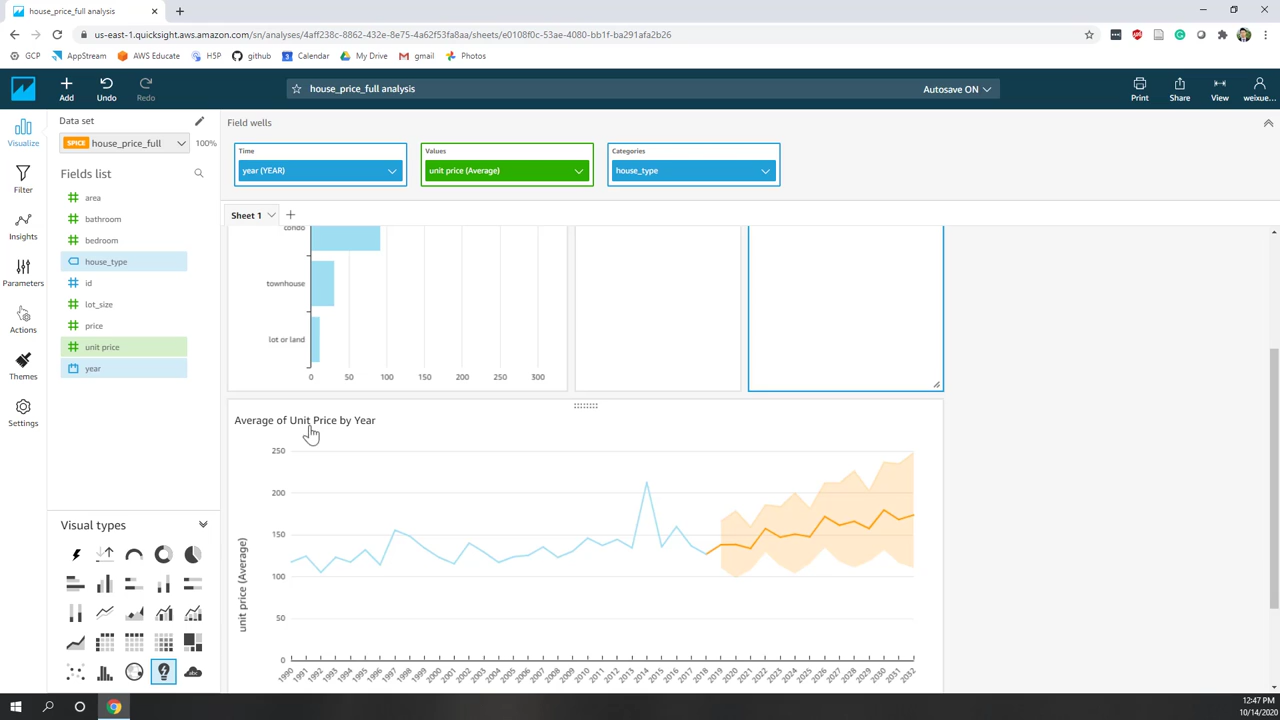 house_price_full analysis
us-east-1.quicksight.aws.amazon.com/sn/analyses/4aff238c-8862-432e-8e75-4a62f53fa8aa/sheets/e0108f0c-53ae-4080-bb1f-ba291afa2b26
GCP AppStream AWS Educate H5P github Calendar My Drive gmail Photos
Add Undo Redo house_price_full analysis Autosave ON Print Share View weixue...
Data set
SPICE house_price_full 100%
Field wells
Time
year (YEAR)
Values
unit price (Average)
Categories
house_type
Visualize
Filter
Insights
Parameters
Actions
Themes
Settings
Fields list
area
bathroom
bedroom
house_type
id
lot_size
price
unit price
year
Visual types
abc
Sheet 1
condo
townhouse
lot or land
0 50 100 150 200 250 300
Average of Unit Price by Year
unit price (Average)
250
200
150
100
50
0
1990 1991 1992 1993 1994 1995 1996 1997 1998 1999 2000 2001 2002 2003 2004 2005 2006 2007 2008 2009 2010 2011 2012 2013 2014 2015 2016 2017 2018 2019 2020 2021 2022 2023 2024 2025 2026 2027 2028 2029 2030 2031 2032
12:47 PM
10/14/2020